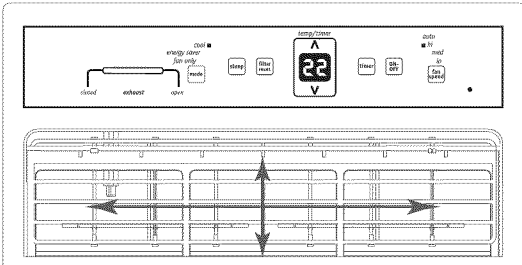 temp/timer
auto
cool
hi
energy saver
med
fan only
lo
mode
sleep
filter reset
22
timer
ON-OFF
fan speed
closed
exhaust
open